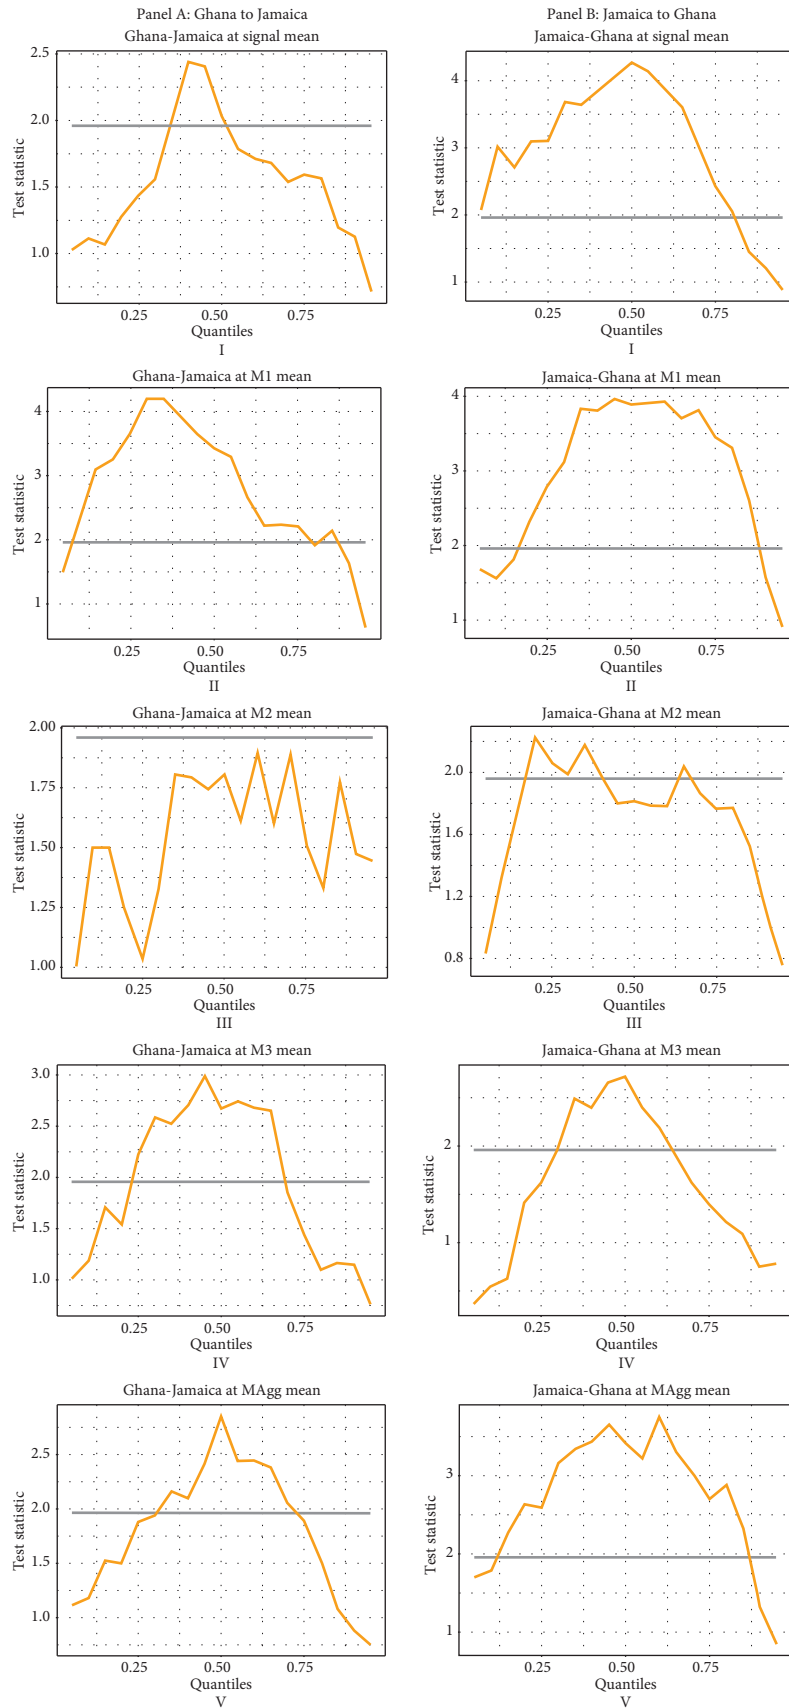 Panel A: Ghana to Jamaica
Ghana-Jamaica at signal mean
2.5
2.0
1.5
1.0
Test statistic
0.25 0.50 0.75
Quantiles
I
Panel B: Jamaica to Ghana
Jamaica-Ghana at signal mean
4
3
2
1
Test statistic
0.25 0.50 0.75
Quantiles
I
Ghana-Jamaica at M1 mean
4
3
2
1
Test statistic
0.25 0.50 0.75
Quantiles
II
Jamaica-Ghana at M1 mean
4
3
2
1
Test statistic
0.25 0.50 0.75
Quantiles
II
Ghana-Jamaica at M2 mean
2.00
1.75
1.50
1.25
1.00
Test statistic
0.25 0.50 0.75
Quantiles
III
Jamaica-Ghana at M2 mean
2.0
1.6
1.2
0.8
Test statistic
0.25 0.50 0.75
Quantiles
III
Ghana-Jamaica at M3 mean
3.0
2.5
2.0
1.5
1.0
Test statistic
0.25 0.50 0.75
Quantiles
IV
Jamaica-Ghana at M3 mean
2
1
Test statistic
0.25 0.50 0.75
Quantiles
IV
Ghana-Jamaica at MAgg mean
2.5
2.0
1.5
1.0
Test statistic
0.25 0.50 0.75
Quantiles
V
Jamaica-Ghana at MAgg mean
3
2
1
Test statistic
0.25 0.50 0.75
Quantiles
V